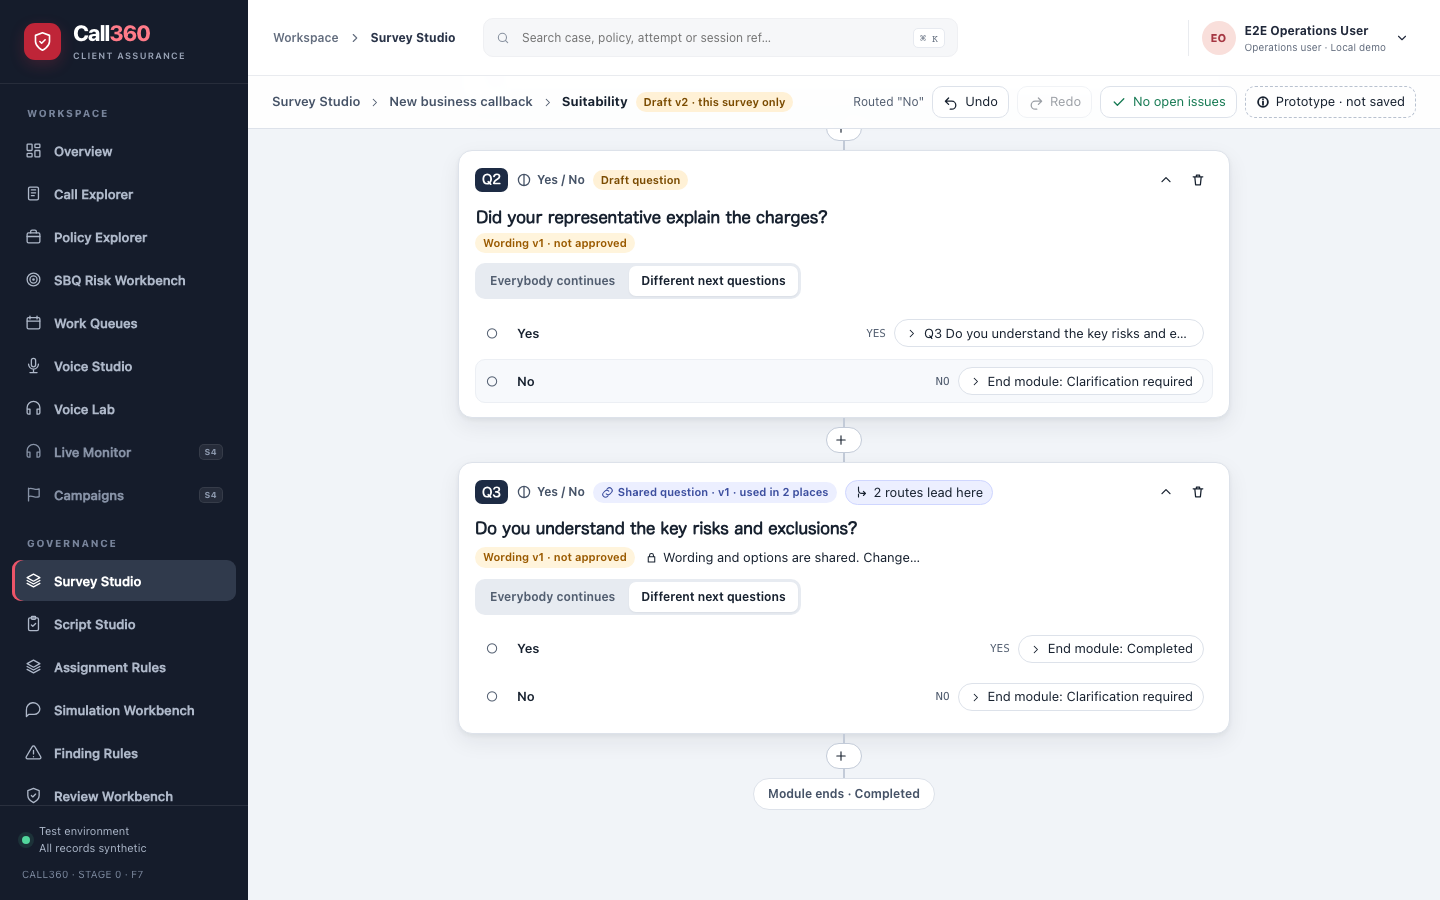 Call360
CLIENT ASSURANCE
WORKSPACE
Overview
Call Explorer
Policy Explorer
SBQ Risk Workbench
Work Queues
Voice Studio
Voice Lab
Live Monitor S4
Campaigns S4
GOVERNANCE
Survey Studio
Script Studio
Assignment Rules
Simulation Workbench
Finding Rules
Review Workbench
Test environment
All records synthetic
CALL360 · STAGE 0 · F7
Workspace > Survey Studio
Search case, policy, attempt or session ref...
⌘ K
EO
E2E Operations User
Operations user · Local demo
Survey Studio > New business callback > Suitability
Draft v2 · this survey only
Routed "No"
Undo
Redo
No open issues
Prototype · not saved
Q2 Yes / No Draft question
Did your representative explain the charges?
Wording v1 · not approved
Everybody continues Different next questions
Yes YES > Q3 Do you understand the key risks and e...
No NO > End module: Clarification required
+
Q3 Yes / No Shared question · v1 · used in 2 places 2 routes lead here
Do you understand the key risks and exclusions?
Wording v1 · not approved Wording and options are shared. Change...
Everybody continues Different next questions
Yes YES > End module: Completed
No NO > End module: Clarification required
+
Module ends · Completed